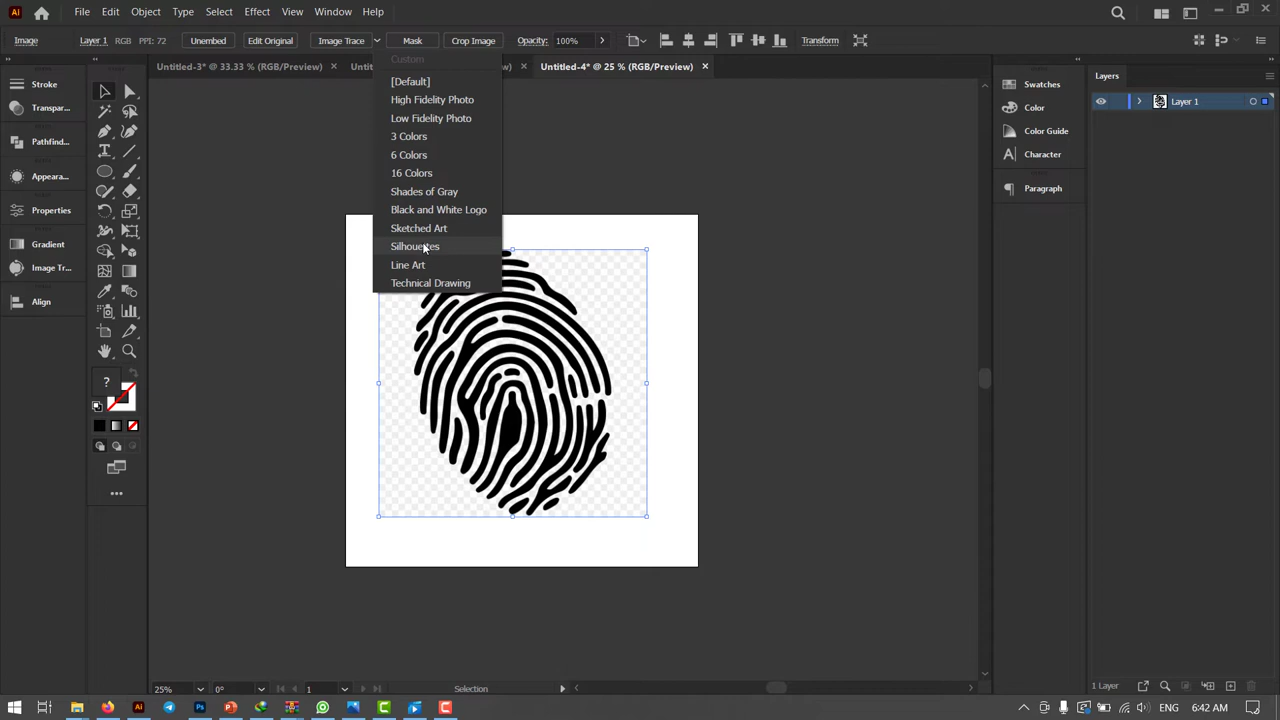 Ai File Edit Object Type Select Effect View Window Help
Image Layer 1 RGB PPI: 72 Unembed Edit Original Image Trace Mask Crop Image Opacity: 100% Transform
Untitled-3* @ 33.33 % (RGB/Preview) × Untit w) × Untitled-4* @ 25 % (RGB/Preview) ×
Custom
[Default]
High Fidelity Photo
Low Fidelity Photo
3 Colors
6 Colors
16 Colors
Shades of Gray
Black and White Logo
Sketched Art
Silhouettes
Line Art
Technical Drawing
Stroke
Transpar...
Pathfind...
Appeara...
Properties
Gradient
Image Tr...
Align
?
Swatches
Color
Color Guide
Character
Paragraph
Layers
Layer 1
25% 0° 1 Selection
1 Layer
ENG 6:42 AM